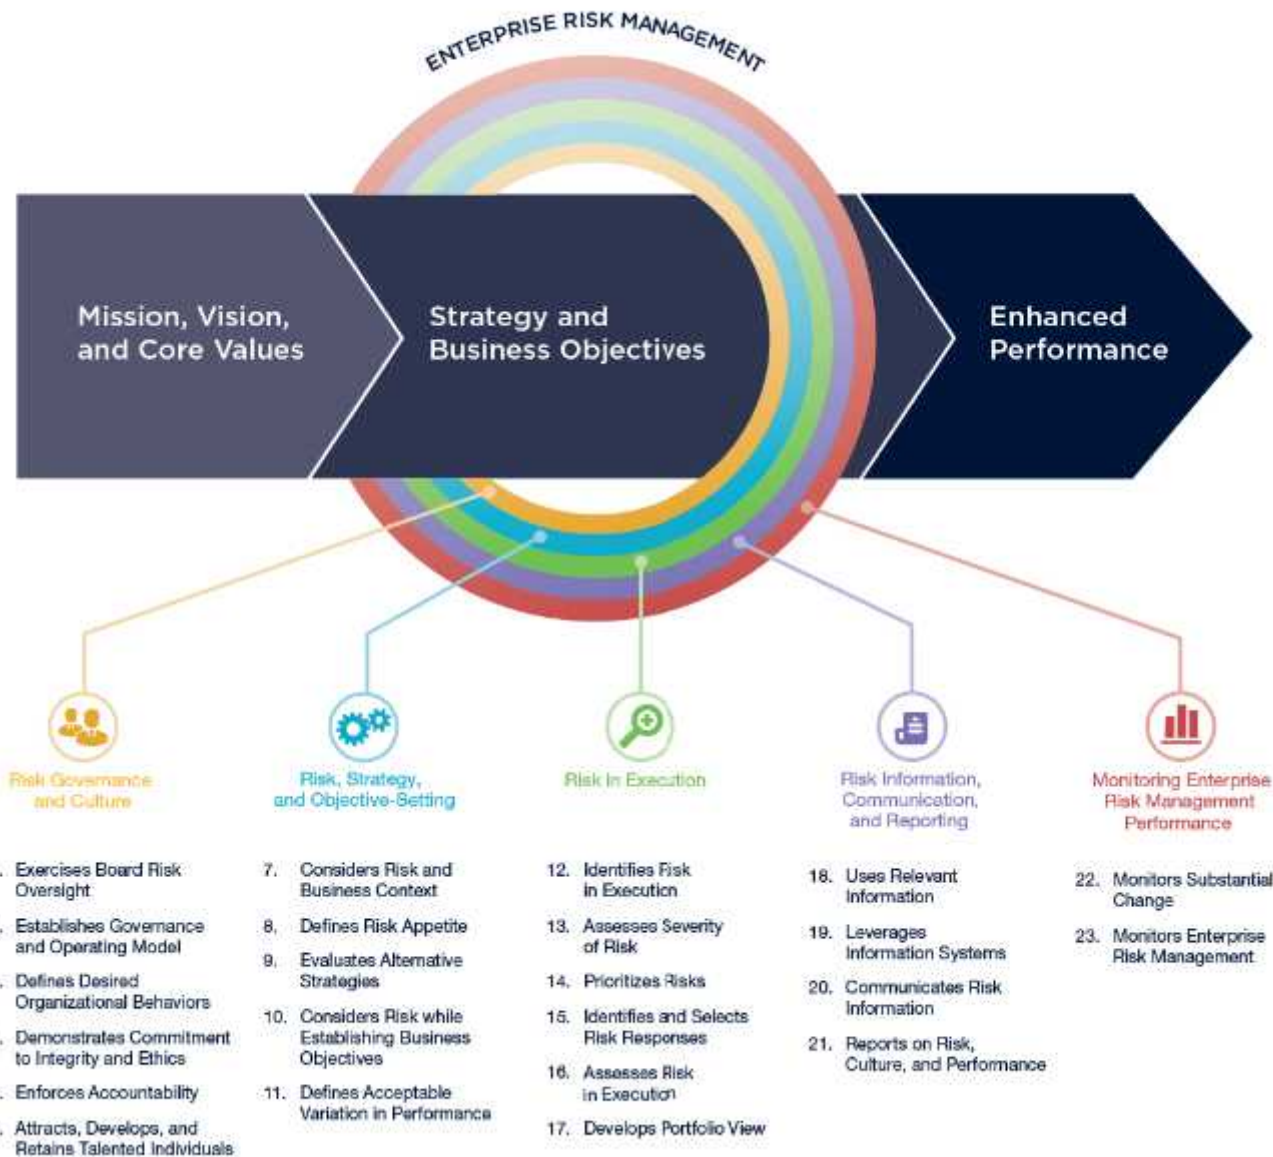 ENTERPRISE RISK MANAGEMENT
Mission, Vision,
and Core Values
Strategy and
Business Objectives
Enhanced
Performance
Risk Governance
and Culture
. Exercises Board Risk
Oversight
. Establishes Governance
and Operating Model
. Defines Desired
Organizational Behaviors
. Demonstrates Commitment
to Integrity and Ethics
. Enforces Accountability
. Attracts, Develops, and
Retains Talented Individuals
Risk, Strategy,
and Objective-Setting
7. Considers Risk and
Business Context
8. Defines Risk Appetite
9. Evaluates Alternative
Strategies
10. Considers Risk while
Establishing Business
Objectives
11. Defines Acceptable
Variation in Performance
Risk in Execution
12. Identifies Risk
in Execution
13. Assesses Severity
of Risk
14. Prioritizes Risks
15. Identifies and Selects
Risk Responses
16. Assesses Risk
in Execution
17. Develops Portfolio View
Risk Information,
Communication,
and Reporting
18. Uses Relevant
Information
19. Leverages
Information Systems
20. Communicates Risk
Information
21. Reports on Risk,
Culture, and Performance
Monitoring Enterprise
Risk Management
Performance
22. Monitors Substantial
Change
23. Monitors Enterprise
Risk Management